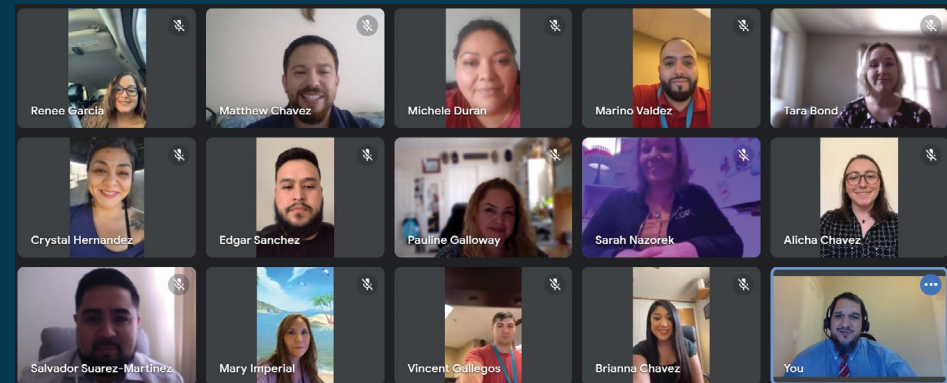 Renee Garcia
Matthew Chavez
Michele Duran
Marino Valdez
Tara Bond
Crystal Hernandez
Edgar Sanchez
Pauline Galloway
Sarah Nazorek
Alicha Chavez
Salvador Suarez-Martinez
Mary Imperial
Vincent Gallegos
Brianna Chavez
You